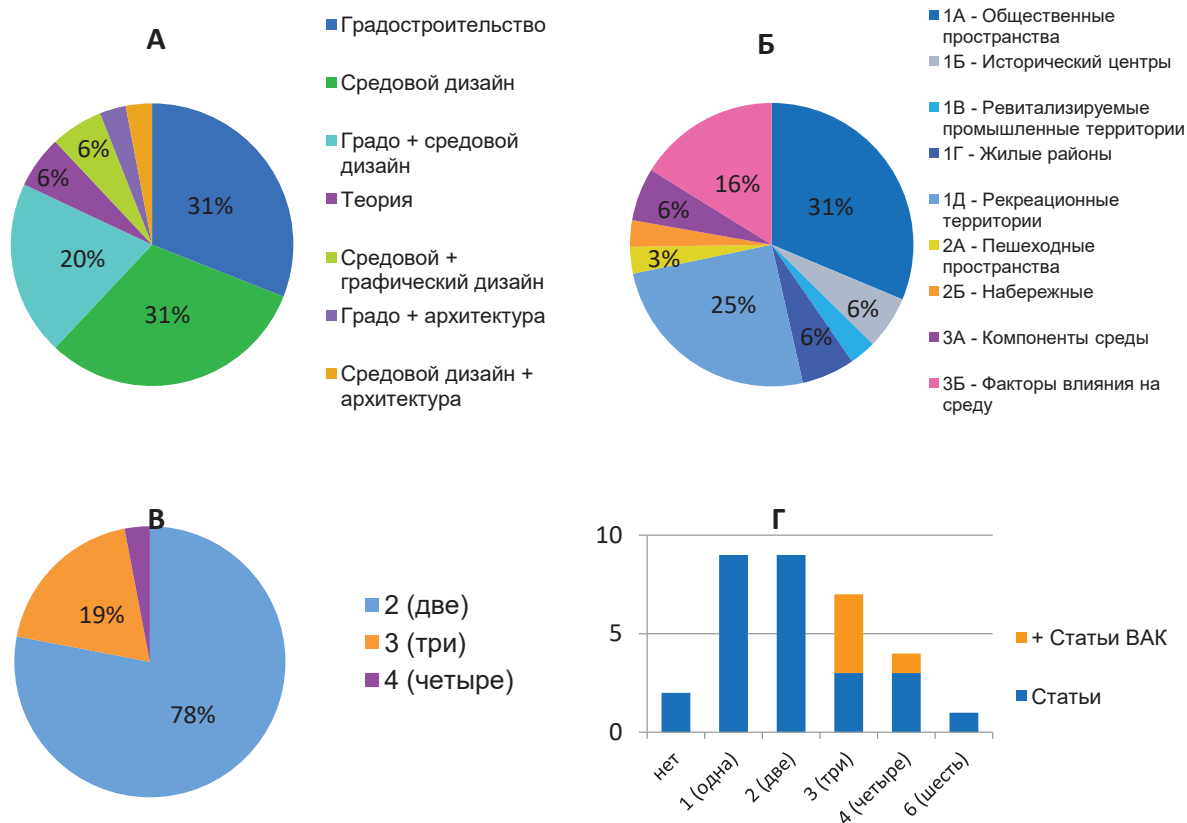 А
Градостроительство
Средовой дизайн
Градо + средовой
дизайн
Теория
Средовой +
графический дизайн
Градо + архитектура
Средовой дизайн +
архитектура
31%
31%
20%
6%
6%
Б
1А - Общественные
пространства
1Б - Исторический центры
1В - Ревитализируемые
промышленные территории
1Г - Жилые районы
1Д - Рекреационные
территории
2А - Пешеходные
пространства
2Б - Набережные
3А - Компоненты среды
3Б - Факторы влияния на
среду
31%
6%
6%
25%
3%
6%
16%
В
78%
19%
2 (две)
3 (три)
4 (четыре)
Г
10
5
0
нет
1 (одна)
2 (две)
3 (три)
4 (четыре)
6 (шесть)
+ Статьи ВАК
Статьи